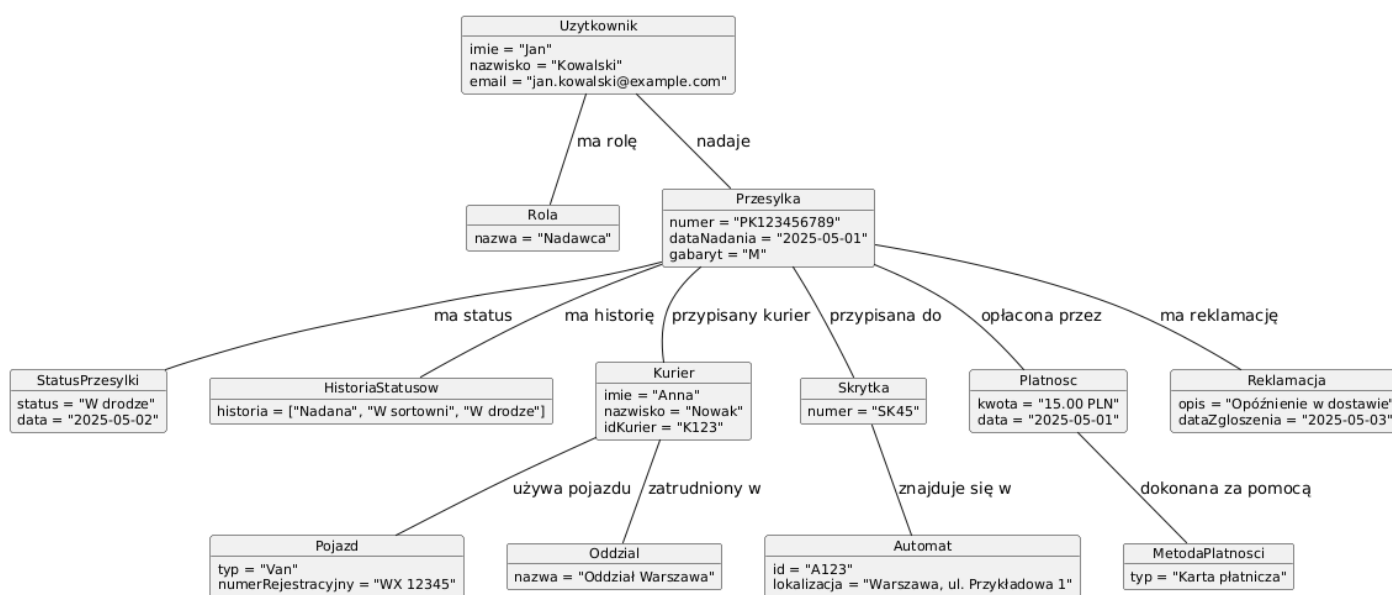 Uzytkownik
imie = "Jan"
nazwisko = "Kowalski"
email = "jan.kowalski@example.com"
ma rolę
nadaje
Rola
nazwa = "Nadawca"
Przesylka
numer = "PK123456789"
dataNadania = "2025-05-01"
gabaryt = "M"
ma status
ma historię
przypisany kurier
przypisana do
opłacona przez
ma reklamację
StatusPrzesylki
status = "W drodze"
data = "2025-05-02"
HistoriaStatusow
historia = ["Nadana", "W sortowni", "W drodze"]
Kurier
imie = "Anna"
nazwisko = "Nowak"
idKurier = "K123"
Skrytka
numer = "SK45"
Platnosc
kwota = "15.00 PLN"
data = "2025-05-01"
Reklamacja
opis = "Opóźnienie w dostawie"
dataZgloszenia = "2025-05-03"
używa pojazdu
zatrudniony w
znajduje się w
dokonana za pomocą
Pojazd
typ = "Van"
numerRejestracyjny = "WX 12345"
Oddzial
nazwa = "Oddział Warszawa"
Automat
id = "A123"
lokalizacja = "Warszawa, ul. Przykładowa 1"
MetodaPlatnosci
typ = "Karta płatnicza"